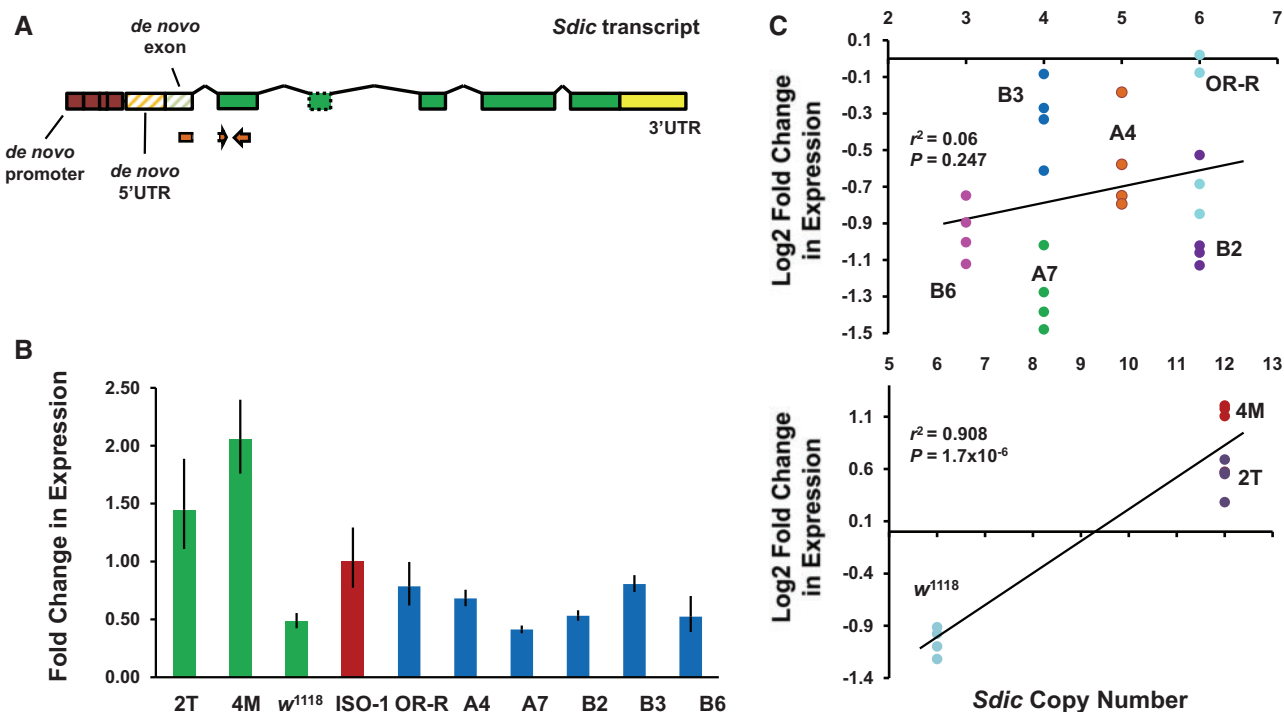 A
de novo
exon
Sdic transcript
de novo
promoter
de novo
5'UTR
3'UTR
B
Fold Change in Expression
2.50
2.00
1.50
1.00
0.50
0.00
2T 4M w1118 ISO-1 OR-R A4 A7 B2 B3 B6
C
2 3 4 5 6 7
Log2 Fold Change
in Expression
0.1
-0.1
-0.3
-0.5
-0.7
-0.9
-1.1
-1.3
-1.5
r2 = 0.06
P = 0.247
B3
OR-R
A4
B6
A7
B2
5 6 7 8 9 10 11 12 13
Log2 Fold Change
in Expression
1.1
0.6
0.1
-0.4
-0.9
-1.4
r2 = 0.908
P = 1.7x10-6
4M
2T
w1118
Sdic Copy Number